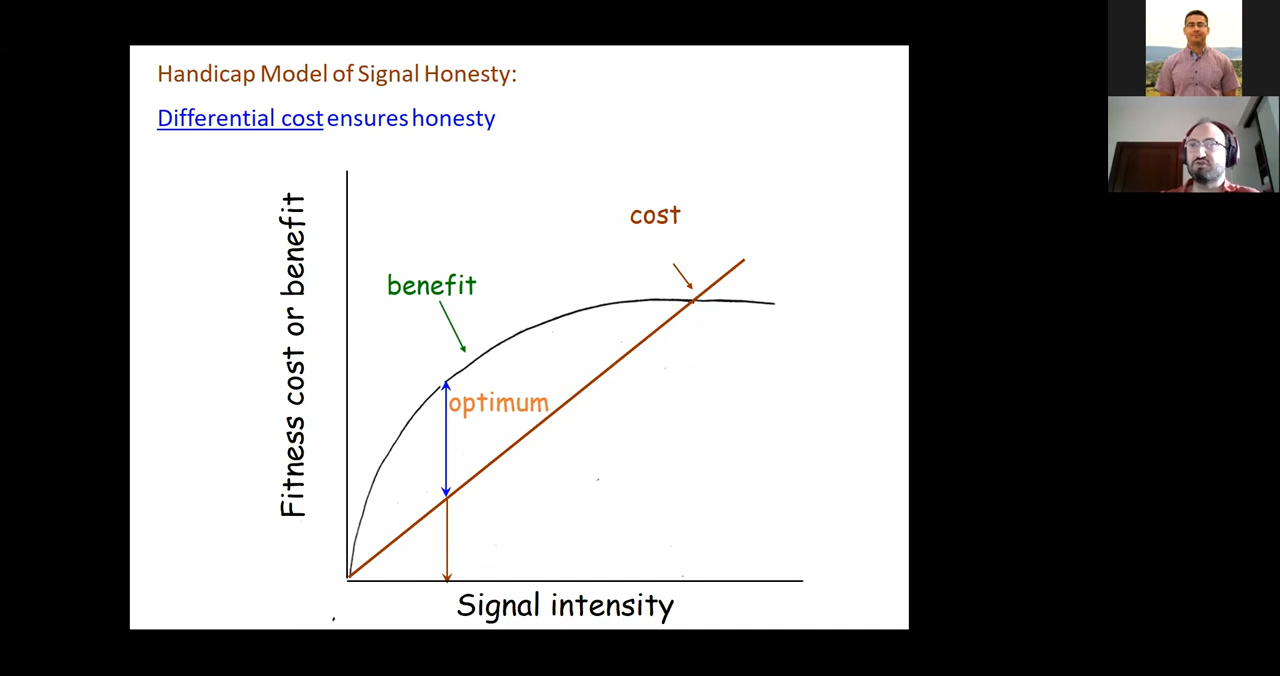 Handicap Model of Signal Honesty:
Differential cost ensures honesty
cost
benefit
optimum
Fitness cost or benefit
Signal intensity